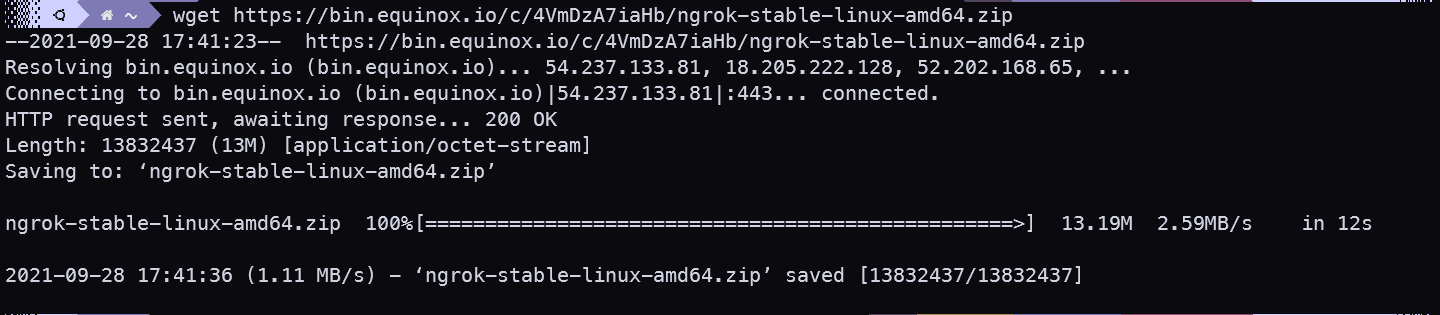 ~ wget https://bin.equinox.io/c/4VmDzA7iaHb/ngrok-stable-linux-amd64.zip
--2021-09-28 17:41:23--  https://bin.equinox.io/c/4VmDzA7iaHb/ngrok-stable-linux-amd64.zip
Resolving bin.equinox.io (bin.equinox.io)... 54.237.133.81, 18.205.222.128, 52.202.168.65, ...
Connecting to bin.equinox.io (bin.equinox.io)|54.237.133.81|:443... connected.
HTTP request sent, awaiting response... 200 OK
Length: 13832437 (13M) [application/octet-stream]
Saving to: ‘ngrok-stable-linux-amd64.zip’
ngrok-stable-linux-amd64.zip  100%[=================================================>]  13.19M  2.59MB/s    in 12s
2021-09-28 17:41:36 (1.11 MB/s) - ‘ngrok-stable-linux-amd64.zip’ saved [13832437/13832437]